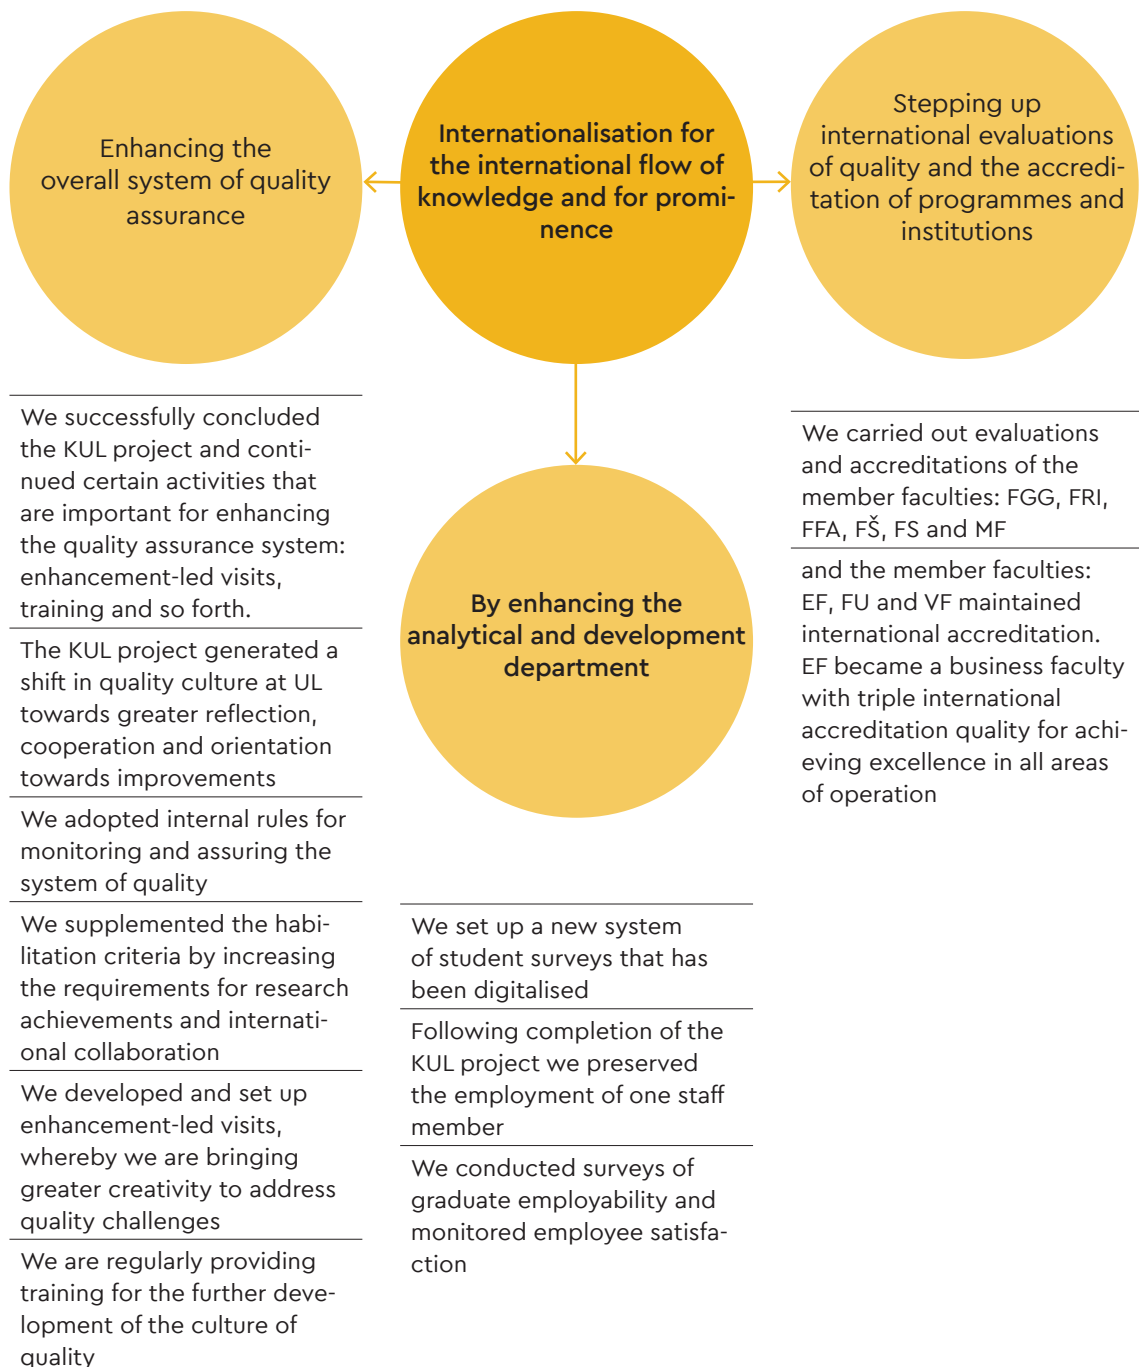 Enhancing the
overall system of quality
assurance
Internationalisation for
the international flow of
knowledge and for promi-
nence
Stepping up
international evaluations
of quality and the accredi-
tation of programmes and
institutions
We successfully concluded
the KUL project and conti-
nued certain activities that
are important for enhancing
the quality assurance system:
enhancement-led visits,
training and so forth.
The KUL project generated a
shift in quality culture at UL
towards greater reflection,
cooperation and orientation
towards improvements
We adopted internal rules for
monitoring and assuring the
system of quality
We supplemented the habi-
litation criteria by increasing
the requirements for research
achievements and internati-
onal collaboration
We developed and set up
enhancement-led visits,
whereby we are bringing
greater creativity to address
quality challenges
We are regularly providing
training for the further deve-
lopment of the culture of
quality
By enhancing the
analytical and development
department
We set up a new system
of student surveys that has
been digitalised
Following completion of the
KUL project we preserved
the employment of one staff
member
We conducted surveys of
graduate employability and
monitored employee satisfa-
ction
We carried out evaluations
and accreditations of the
member faculties: FGG, FRI,
FFA, FŠ, FS and MF
and the member faculties:
EF, FU and VF maintained
international accreditation.
EF became a business faculty
with triple international
accreditation quality for achi-
eving excellence in all areas
of operation